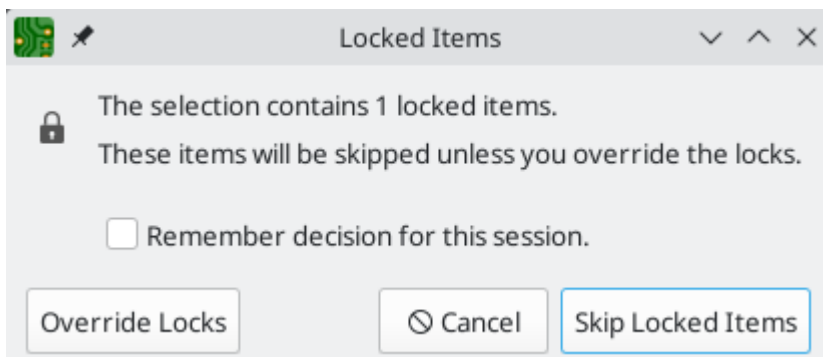 Locked Items
The selection contains 1 locked items.
These items will be skipped unless you override the locks.
Remember decision for this session.
Override Locks
Cancel
Skip Locked Items